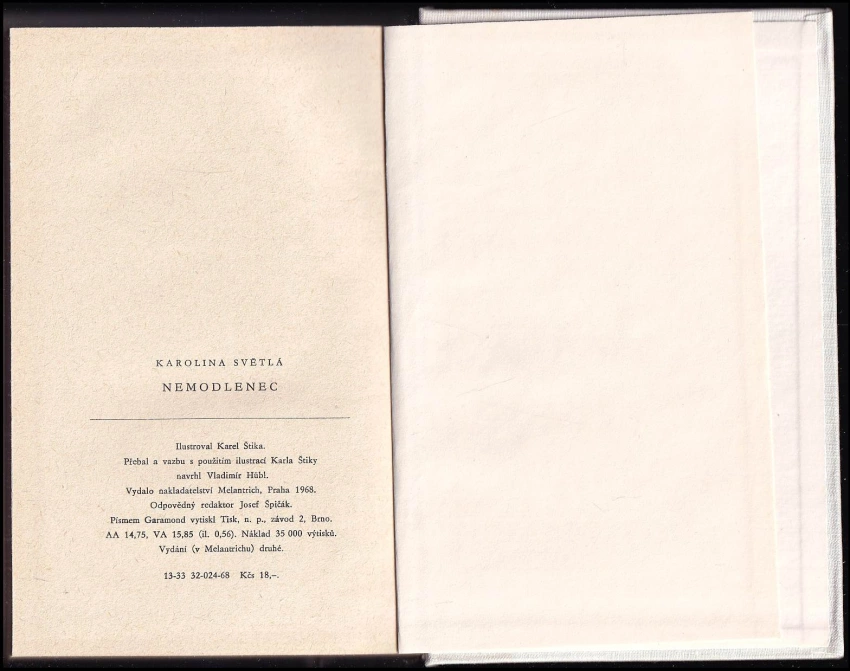 KAROLINA SVĚTLÁ
NEMODLENEC
Ilustroval Karel Štika.
Přebal a vazbu s použitím ilustrací Karla Štiky
navrhl Vladimír Hübl.
Vydalo nakladatelství Melantrich, Praha 1968.
Odpovědný redaktor Josef Špičák.
Písmem Garamond vytiskl Tisk, n. p., závod 2, Brno.
AA 14,75, VA 15,85 (il. 0,56). Náklad 35 000 výtisků.
Vydání (v Melantrichu) druhé.
13-33 32-024-68 Kčs 18,–.